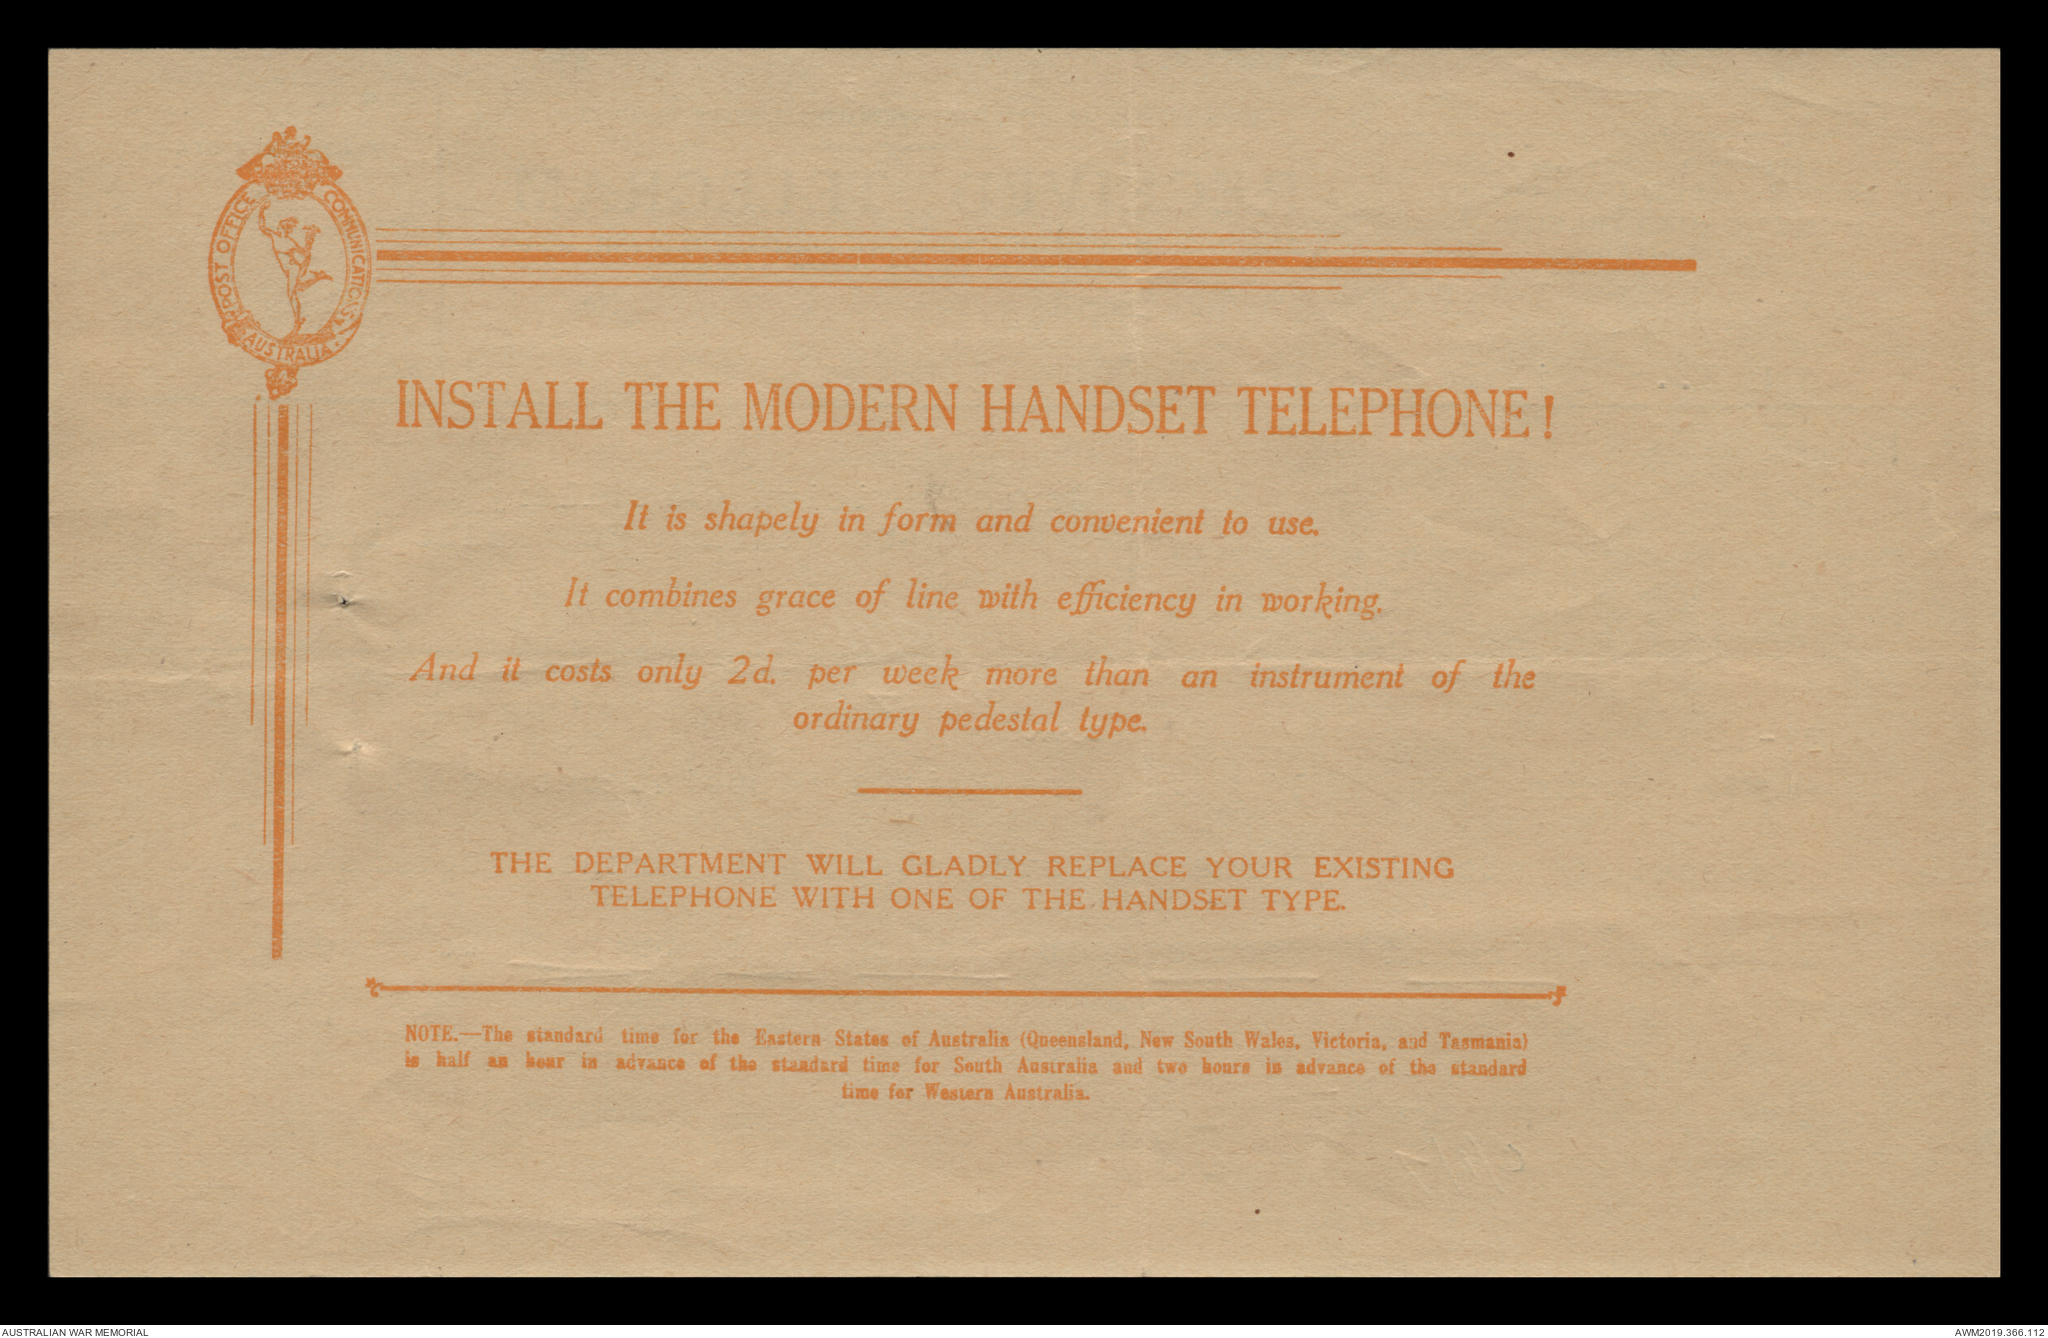 POST OFFICE COMMUNICATIONS
AUSTRALIA
INSTALL THE MODERN HANDSET TELEPHONE!
It is shapely in form and convenient to use.
It combines grace of line with efficiency in working.
And it costs only 2d. per week more than an instrument of the
ordinary pedestal type.
THE DEPARTMENT WILL GLADLY REPLACE YOUR EXISTING
TELEPHONE WITH ONE OF THE HANDSET TYPE.
NOTE.—The standard time for the Eastern States of Australia (Queensland, New South Wales, Victoria, and Tasmania)
is half an hour in advance of the standard time for South Australia and two hours in advance of the standard
time for Western Australia.
AUSTRALIAN WAR MEMORIAL
AWM2019.366.112